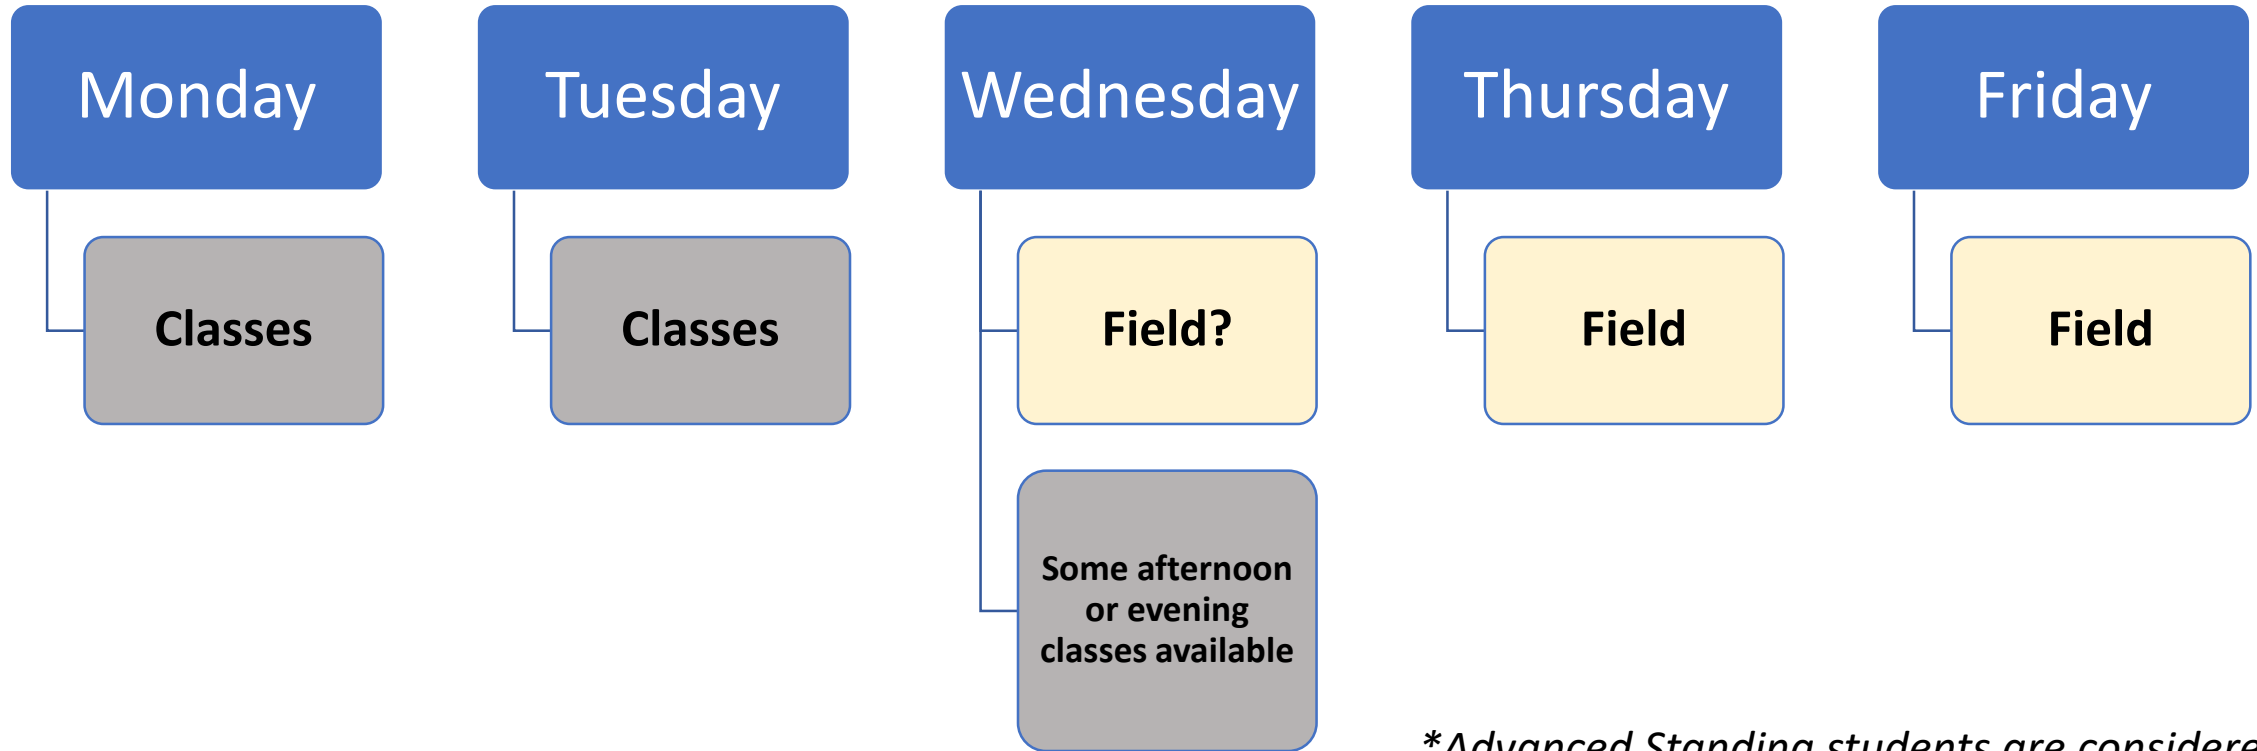 Monday
Tuesday
Wednesday
Thursday
Friday
Classes
Classes
Field?
Field
Field
Some afternoon
or evening
classes available
*Advanced Standing students are